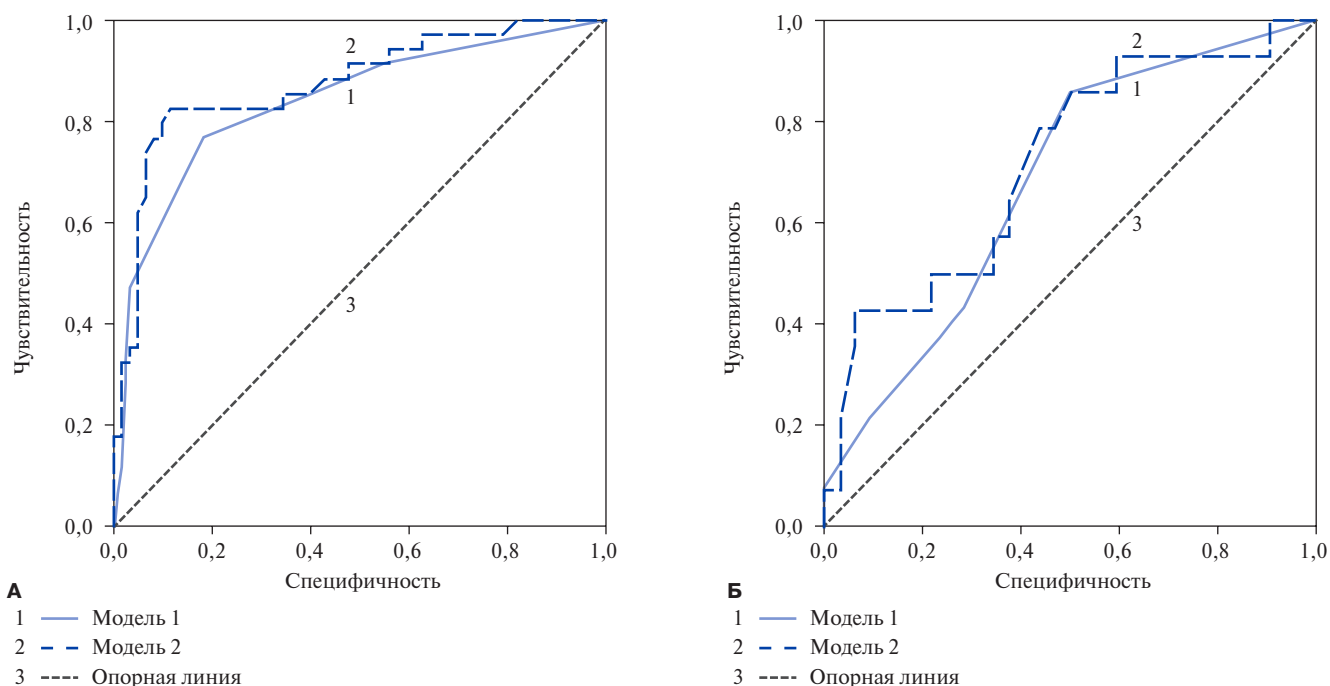 1,0
0,8
0,6
0,4
0,2
0,0
Чувствительность
2
1
3
0,0 0,2 0,4 0,6 0,8 1,0
Специфичность
А
1 Модель 1
2 Модель 2
3 Опорная линия
1,0
0,8
0,6
0,4
0,2
0,0
Чувствительность
2
1
3
0,0 0,2 0,4 0,6 0,8 1,0
Специфичность
Б
1 Модель 1
2 Модель 2
3 Опорная линия